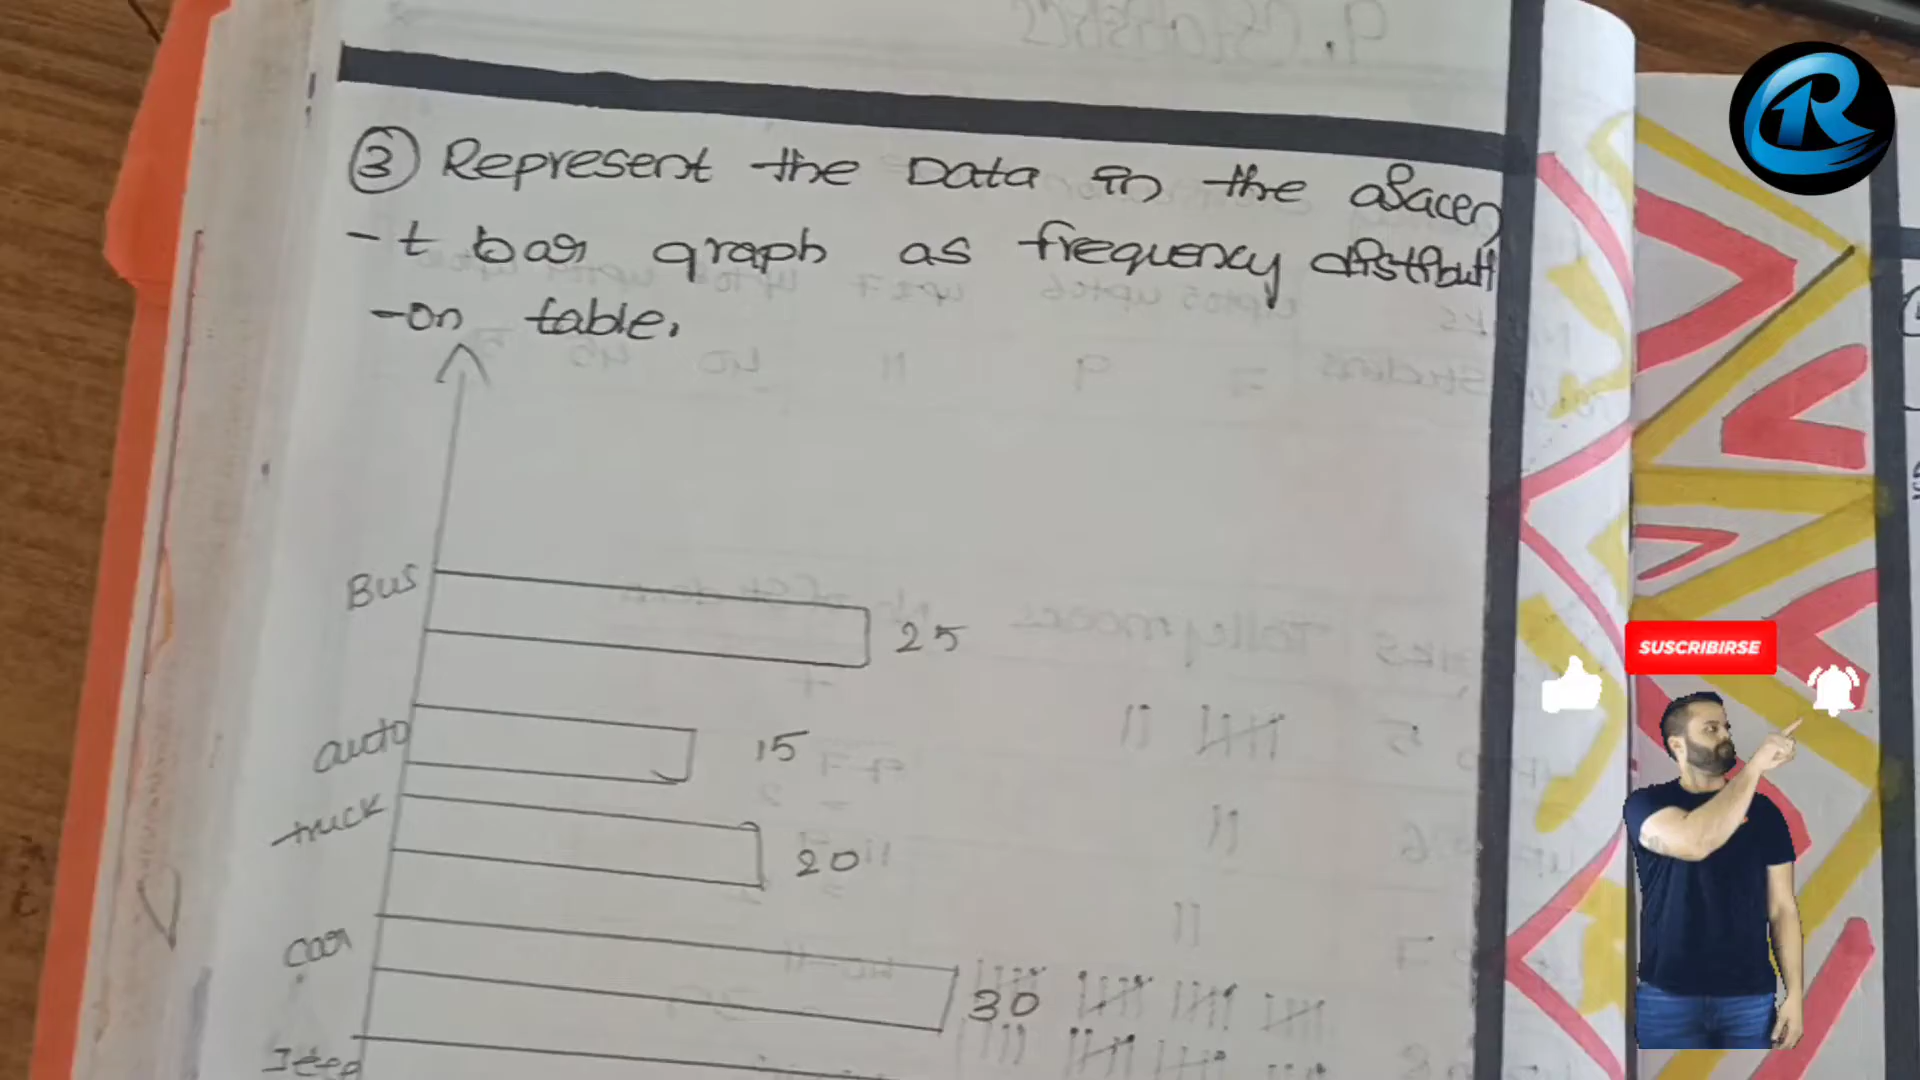 ③ Represent the Data in the adjacen
-t bar graph as frequency distributi
-on table.
Bus
25
auto
15
truck
20
car
30
Jeep
SUSCRIBIRSE